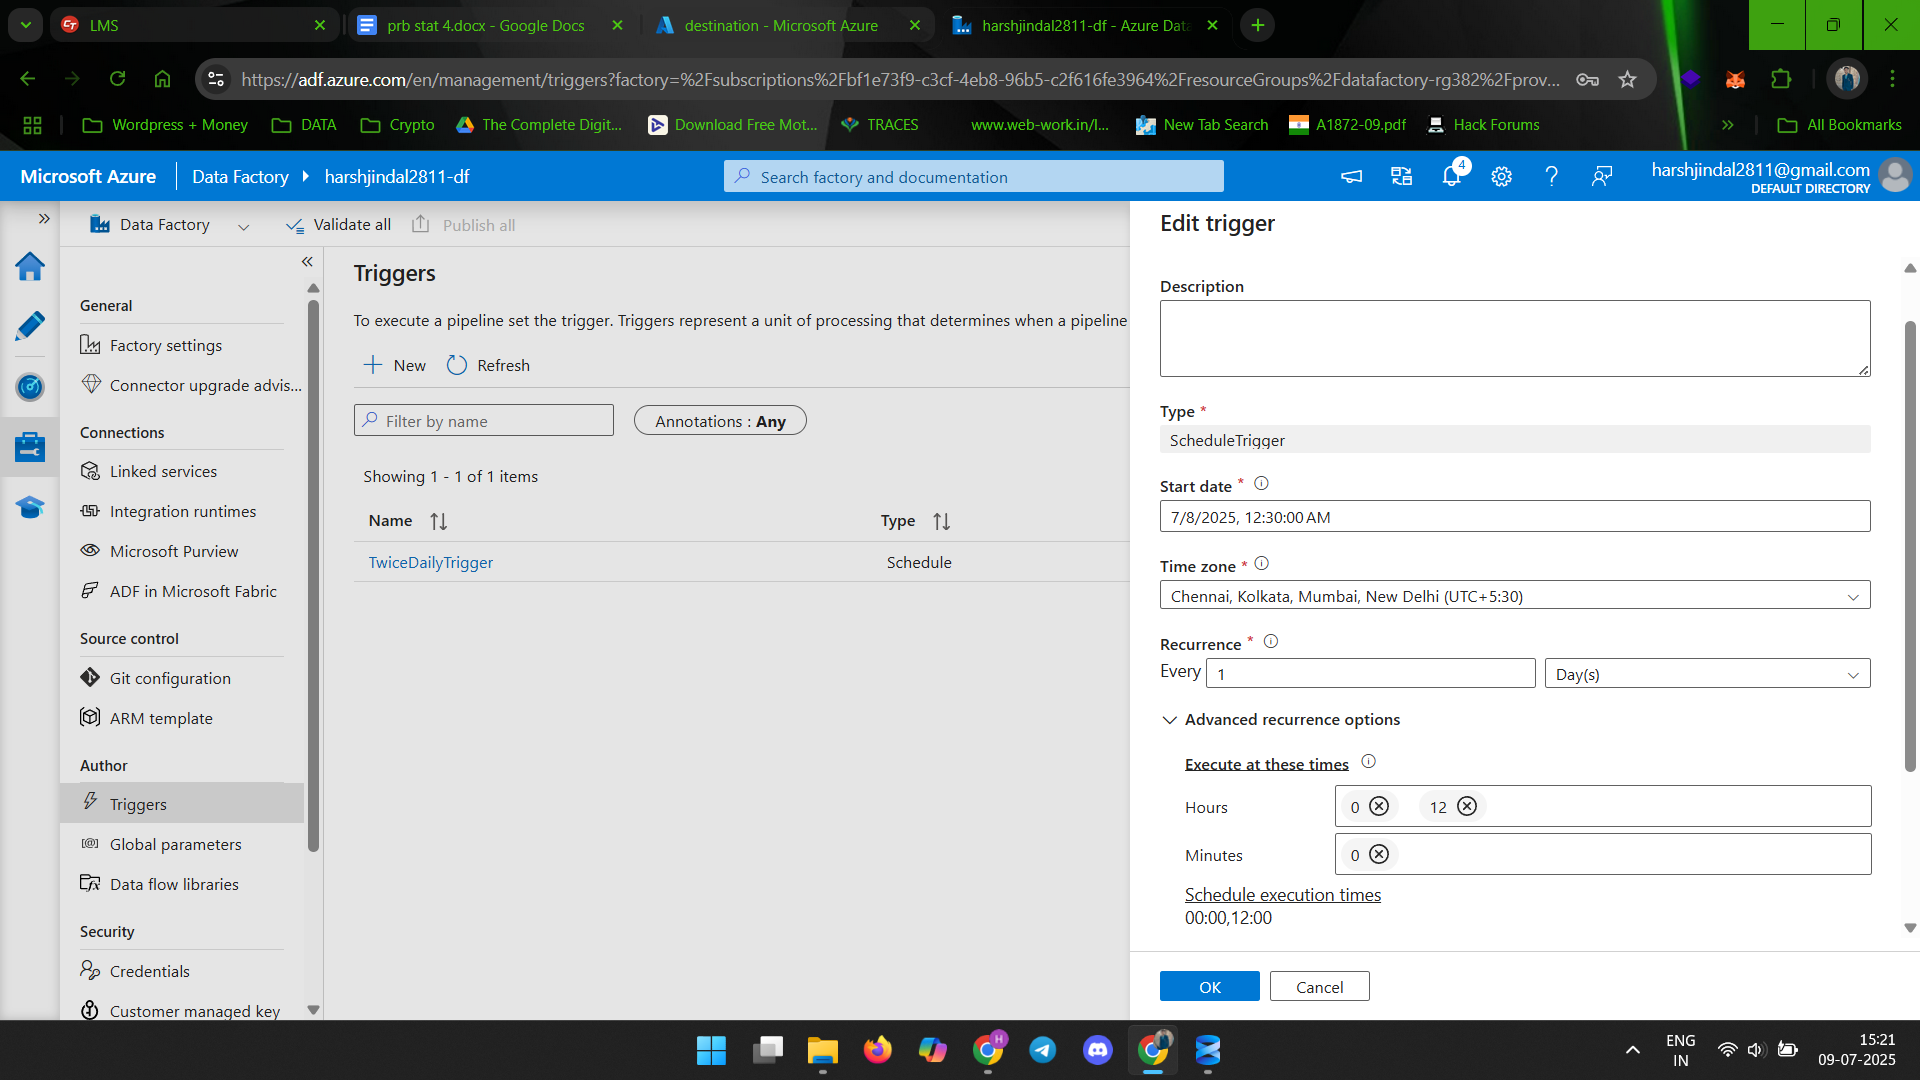 LMS
prb stat 4.docx - Google Docs
destination - Microsoft Azure
harshjindal2811-df - Azure Data
https://adf.azure.com/en/management/triggers?factory=%2Fsubscriptions%2Fbf1e73f9-c3cf-4eb8-96b5-c2f616fe3964%2FresourceGroups%2Fdatafactory-rg382%2Fprov...
Wordpress + Money
DATA
Crypto
The Complete Digit...
Download Free Mot...
TRACES
www.web-work.in/l...
New Tab Search
A1872-09.pdf
Hack Forums
All Bookmarks
Microsoft Azure
Data Factory
harshjindal2811-df
Search factory and documentation
4
harshjindal2811@gmail.com
DEFAULT DIRECTORY
Data Factory
Validate all
Publish all
General
Factory settings
Connector upgrade advis...
Connections
Linked services
Integration runtimes
Microsoft Purview
ADF in Microsoft Fabric
Source control
Git configuration
ARM template
Author
Triggers
Global parameters
Data flow libraries
Security
Credentials
Customer managed key
Triggers
To execute a pipeline set the trigger. Triggers represent a unit of processing that determines when a pipeline
New
Refresh
Filter by name
Annotations : Any
Showing 1 - 1 of 1 items
Name
Type
TwiceDailyTrigger
Schedule
Edit trigger
Description
Type *
ScheduleTrigger
Start date *
7/8/2025, 12:30:00 AM
Time zone *
Chennai, Kolkata, Mumbai, New Delhi (UTC+5:30)
Recurrence *
Every 1 Day(s)
Advanced recurrence options
Execute at these times
Hours 0 12
Minutes 0
Schedule execution times
00:00,12:00
OK
Cancel
H
ENG
IN
15:21
09-07-2025